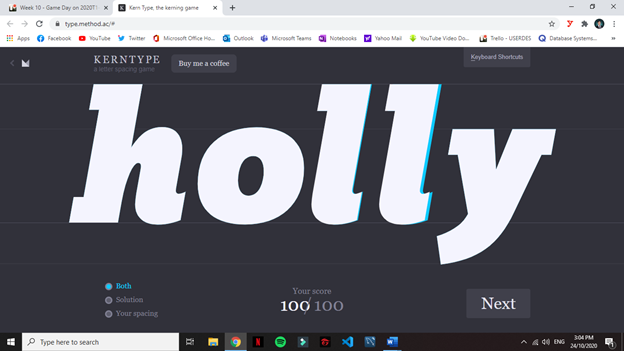 Week 10 - Game Day on 2020T1
Kern Type, the kerning game
type.method.ac/#
Apps Facebook YouTube Twitter Microsoft Office Ho... Outlook Microsoft Teams Notebooks Yahoo Mail YouTube Video Do... Trello - USERDES Database Systems...
KERNTYPE
a letter spacing game
Buy me a coffee
Keyboard Shortcuts
holly
Both
Solution
Your spacing
Your score
100/100
Next
Type here to search
ENG
3:04 PM
24/10/2020